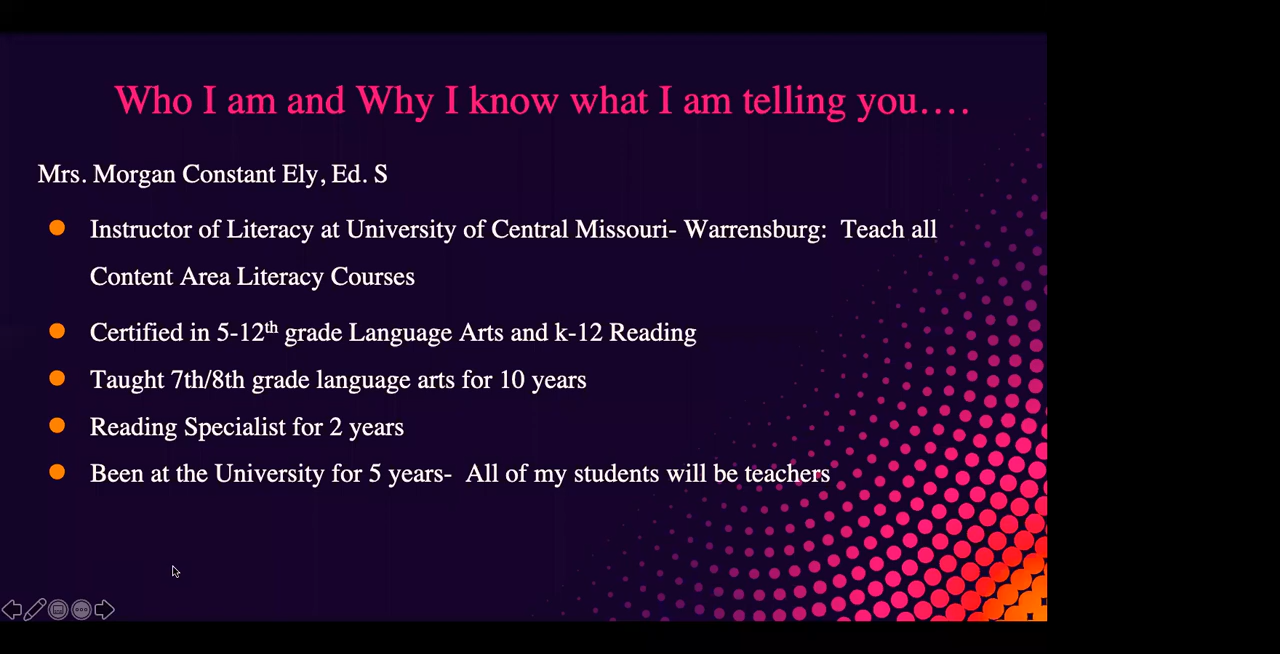 Who I am and Why I know what I am telling you….
Mrs. Morgan Constant Ely, Ed. S
Instructor of Literacy at University of Central Missouri- Warrensburg:  Teach all
Content Area Literacy Courses
Certified in 5-12th grade Language Arts and k-12 Reading
Taught 7th/8th grade language arts for 10 years
Reading Specialist for 2 years
Been at the University for 5 years-  All of my students will be teachers